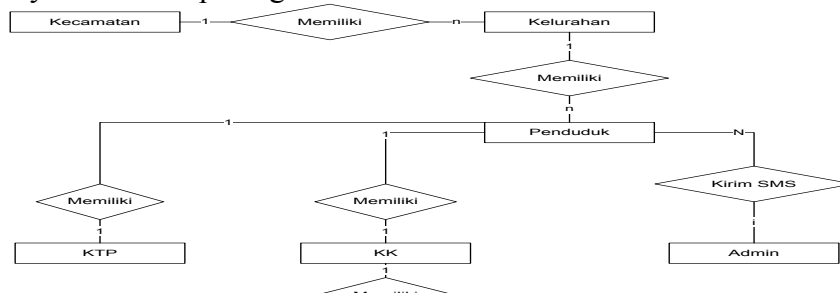 Kecamatan 1 Memiliki n Kelurahan
1
Memiliki
n
1 Penduduk N
1
Memiliki Memiliki Kirim SMS
1 1 i
KTP KK Admin
1